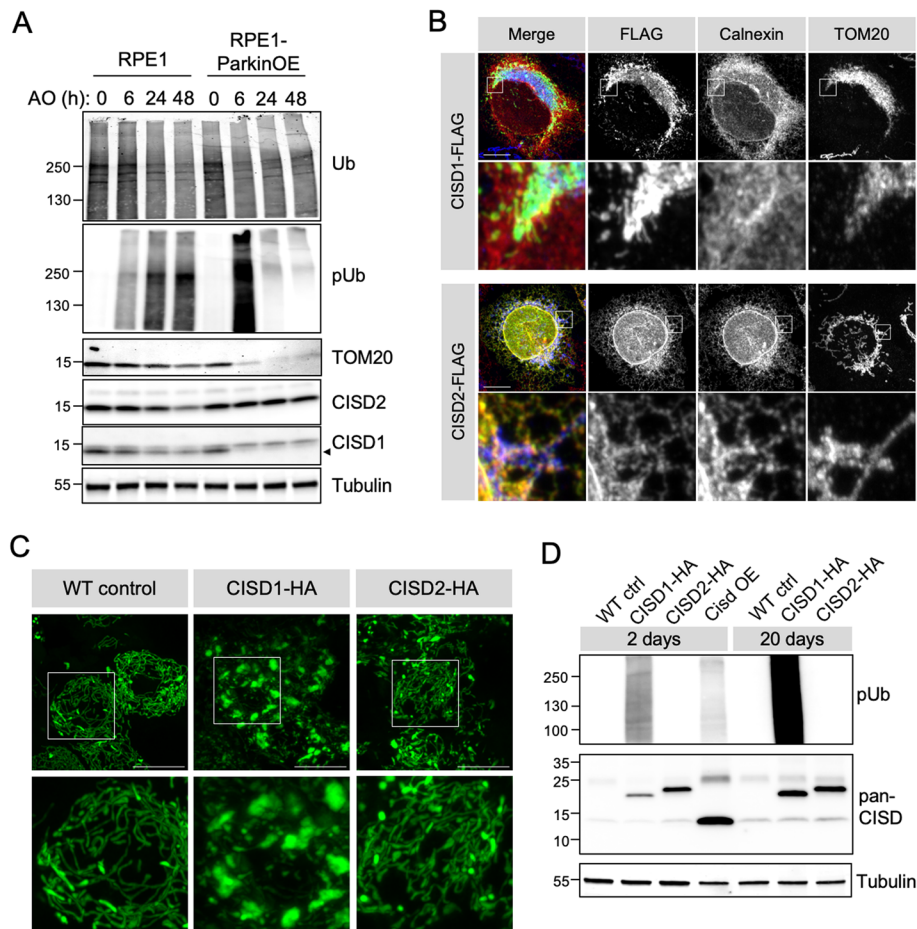 A
RPE1
RPE1-
ParkinOE
AO (h): 0 6 24 48 0 6 24 48
250
130
Ub
250
130
pUb
15
TOM20
15
CISD2
15
CISD1
55
Tubulin
B
Merge FLAG Calnexin TOM20
CISD1-FLAG
CISD2-FLAG
C
WT control CISD1-HA CISD2-HA
D
WT ctrl CISD1-HA CISD2-HA Cisd OE WT ctrl CISD1-HA CISD2-HA
2 days 20 days
250
130
100
pUb
35
25
15
10
pan-
CISD
55
Tubulin